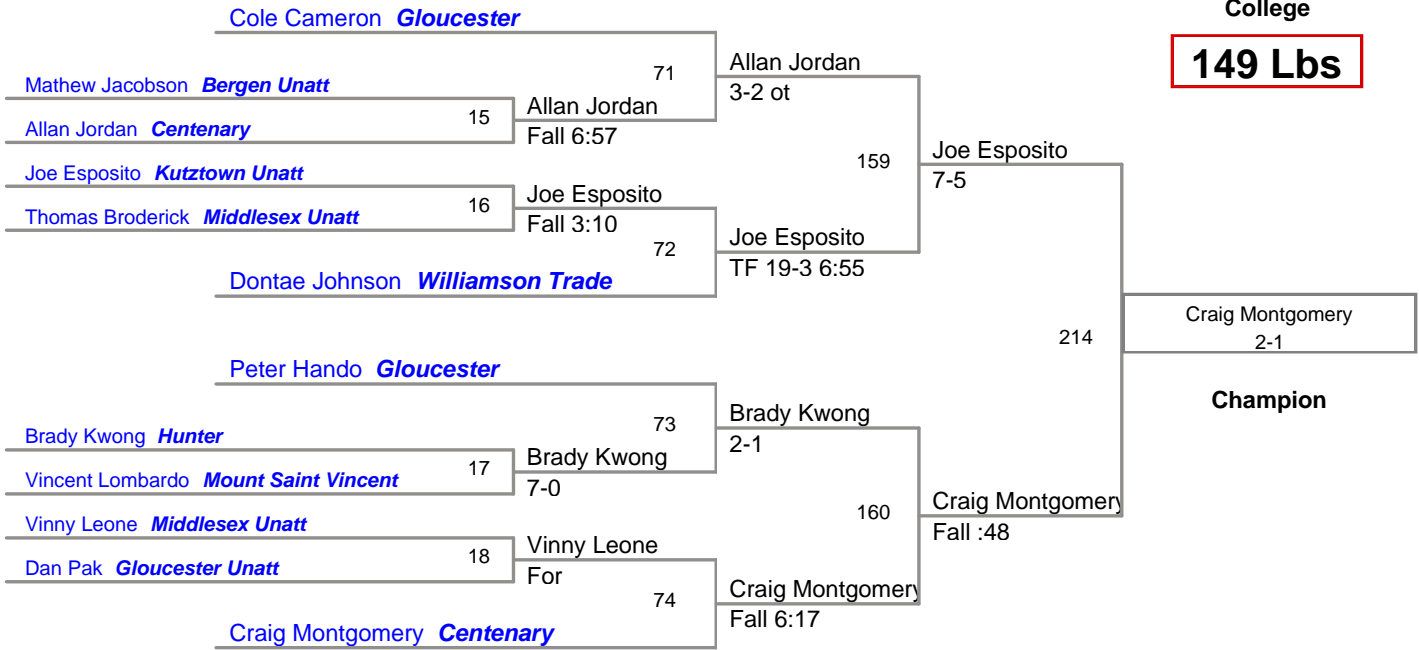 College
149 Lbs
Cole Cameron Gloucester
71
Allan Jordan
3-2 ot
Mathew Jacobson Bergen Unatt
15
Allan Jordan
Fall 6:57
Allan Jordan Centenary
159
Joe Esposito
7-5
Joe Esposito Kutztown Unatt
16
Joe Esposito
Fall 3:10
Thomas Broderick Middlesex Unatt
72
Joe Esposito
TF 19-3 6:55
Dontae Johnson Williamson Trade
214
Craig Montgomery
2-1
Champion
Peter Hando Gloucester
73
Brady Kwong
2-1
Brady Kwong Hunter
17
Brady Kwong
7-0
Vincent Lombardo Mount Saint Vincent
160
Craig Montgomery
Fall :48
Vinny Leone Middlesex Unatt
18
Vinny Leone
For
Dan Pak Gloucester Unatt
74
Craig Montgomery
Fall 6:17
Craig Montgomery Centenary